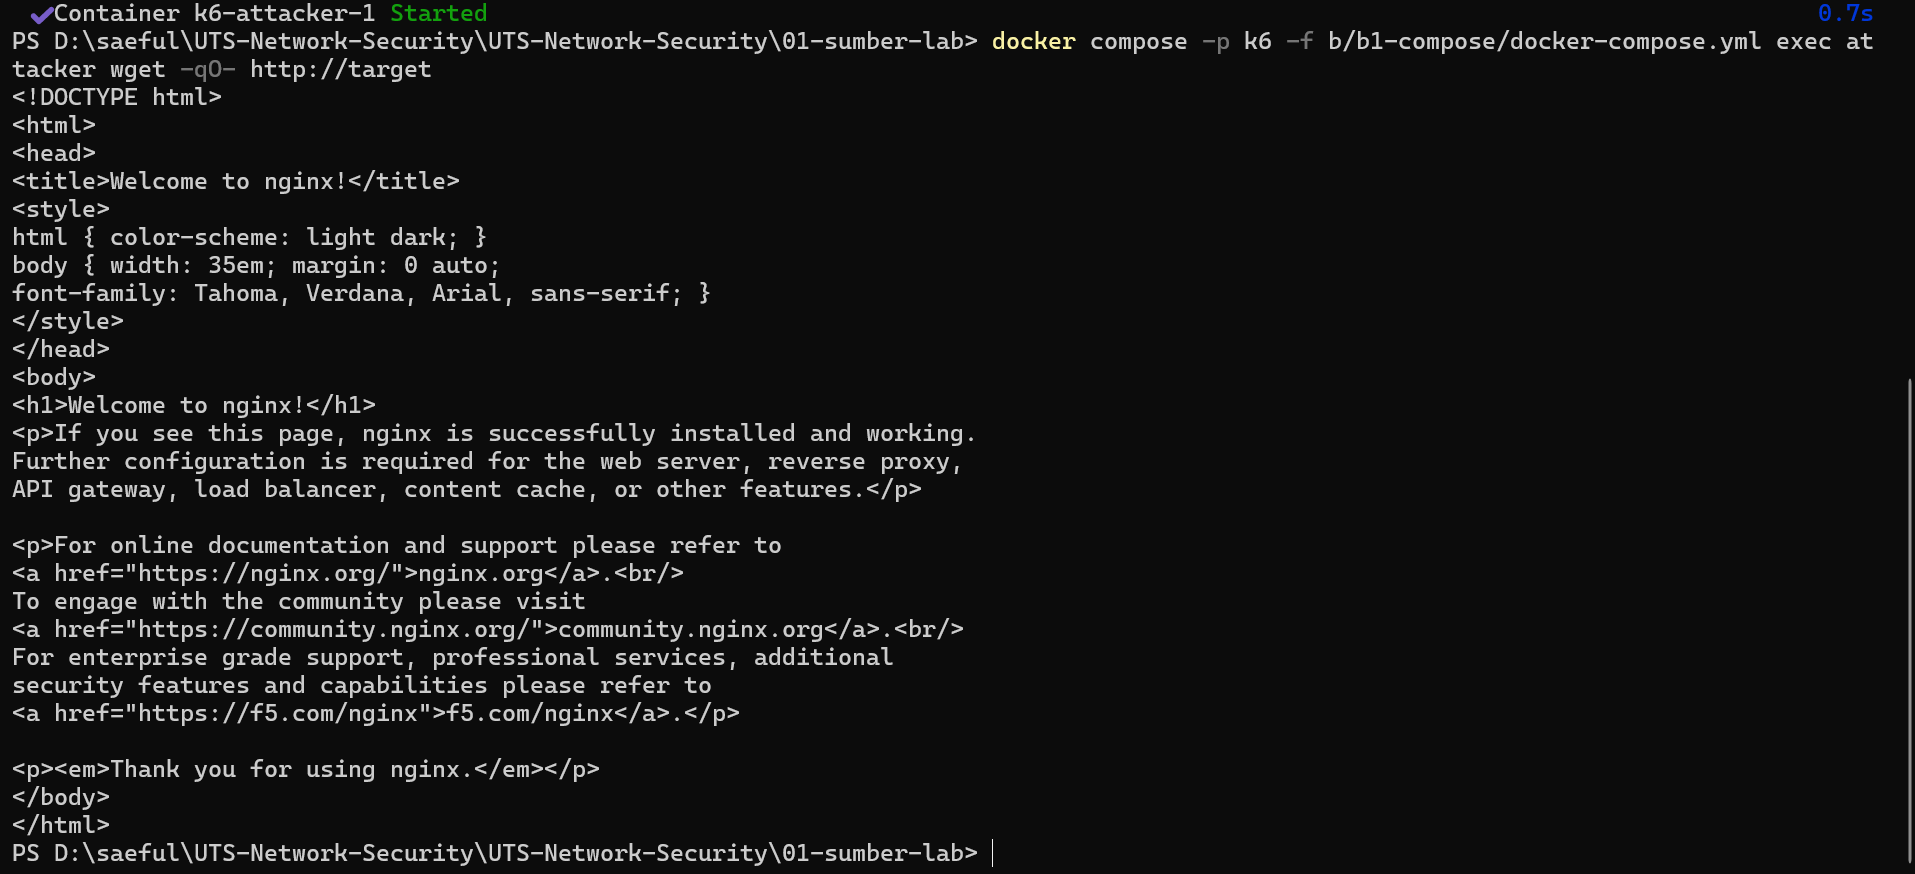 ✔Container k6-attacker-1 Started 0.7s
PS D:\saeful\UTS-Network-Security\UTS-Network-Security\01-sumber-lab> docker compose -p k6 -f b/b1-compose/docker-compose.yml exec at
tacker wget -qO- http://target
<!DOCTYPE html>
<html>
<head>
<title>Welcome to nginx!</title>
<style>
html { color-scheme: light dark; }
body { width: 35em; margin: 0 auto;
font-family: Tahoma, Verdana, Arial, sans-serif; }
</style>
</head>
<body>
<h1>Welcome to nginx!</h1>
<p>If you see this page, nginx is successfully installed and working.
Further configuration is required for the web server, reverse proxy,
API gateway, load balancer, content cache, or other features.</p>

<p>For online documentation and support please refer to
<a href="https://nginx.org/">nginx.org</a>.<br/>
To engage with the community please visit
<a href="https://community.nginx.org/">community.nginx.org</a>.<br/>
For enterprise grade support, professional services, additional
security features and capabilities please refer to
<a href="https://f5.com/nginx">f5.com/nginx</a>.</p>

<p><em>Thank you for using nginx.</em></p>
</body>
</html>
PS D:\saeful\UTS-Network-Security\UTS-Network-Security\01-sumber-lab>